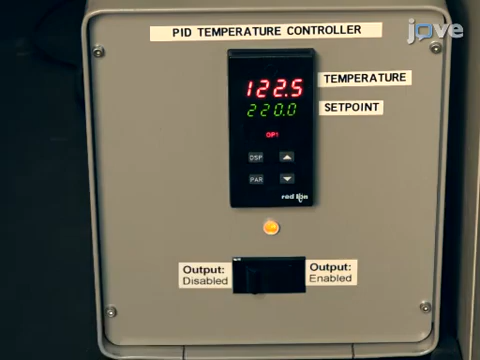 jove
PID TEMPERATURE CONTROLLER
122.5
TEMPERATURE
220.0
SETPOINT
OP1
DSP
PAR
red lion
Output:
Disabled
Output:
Enabled